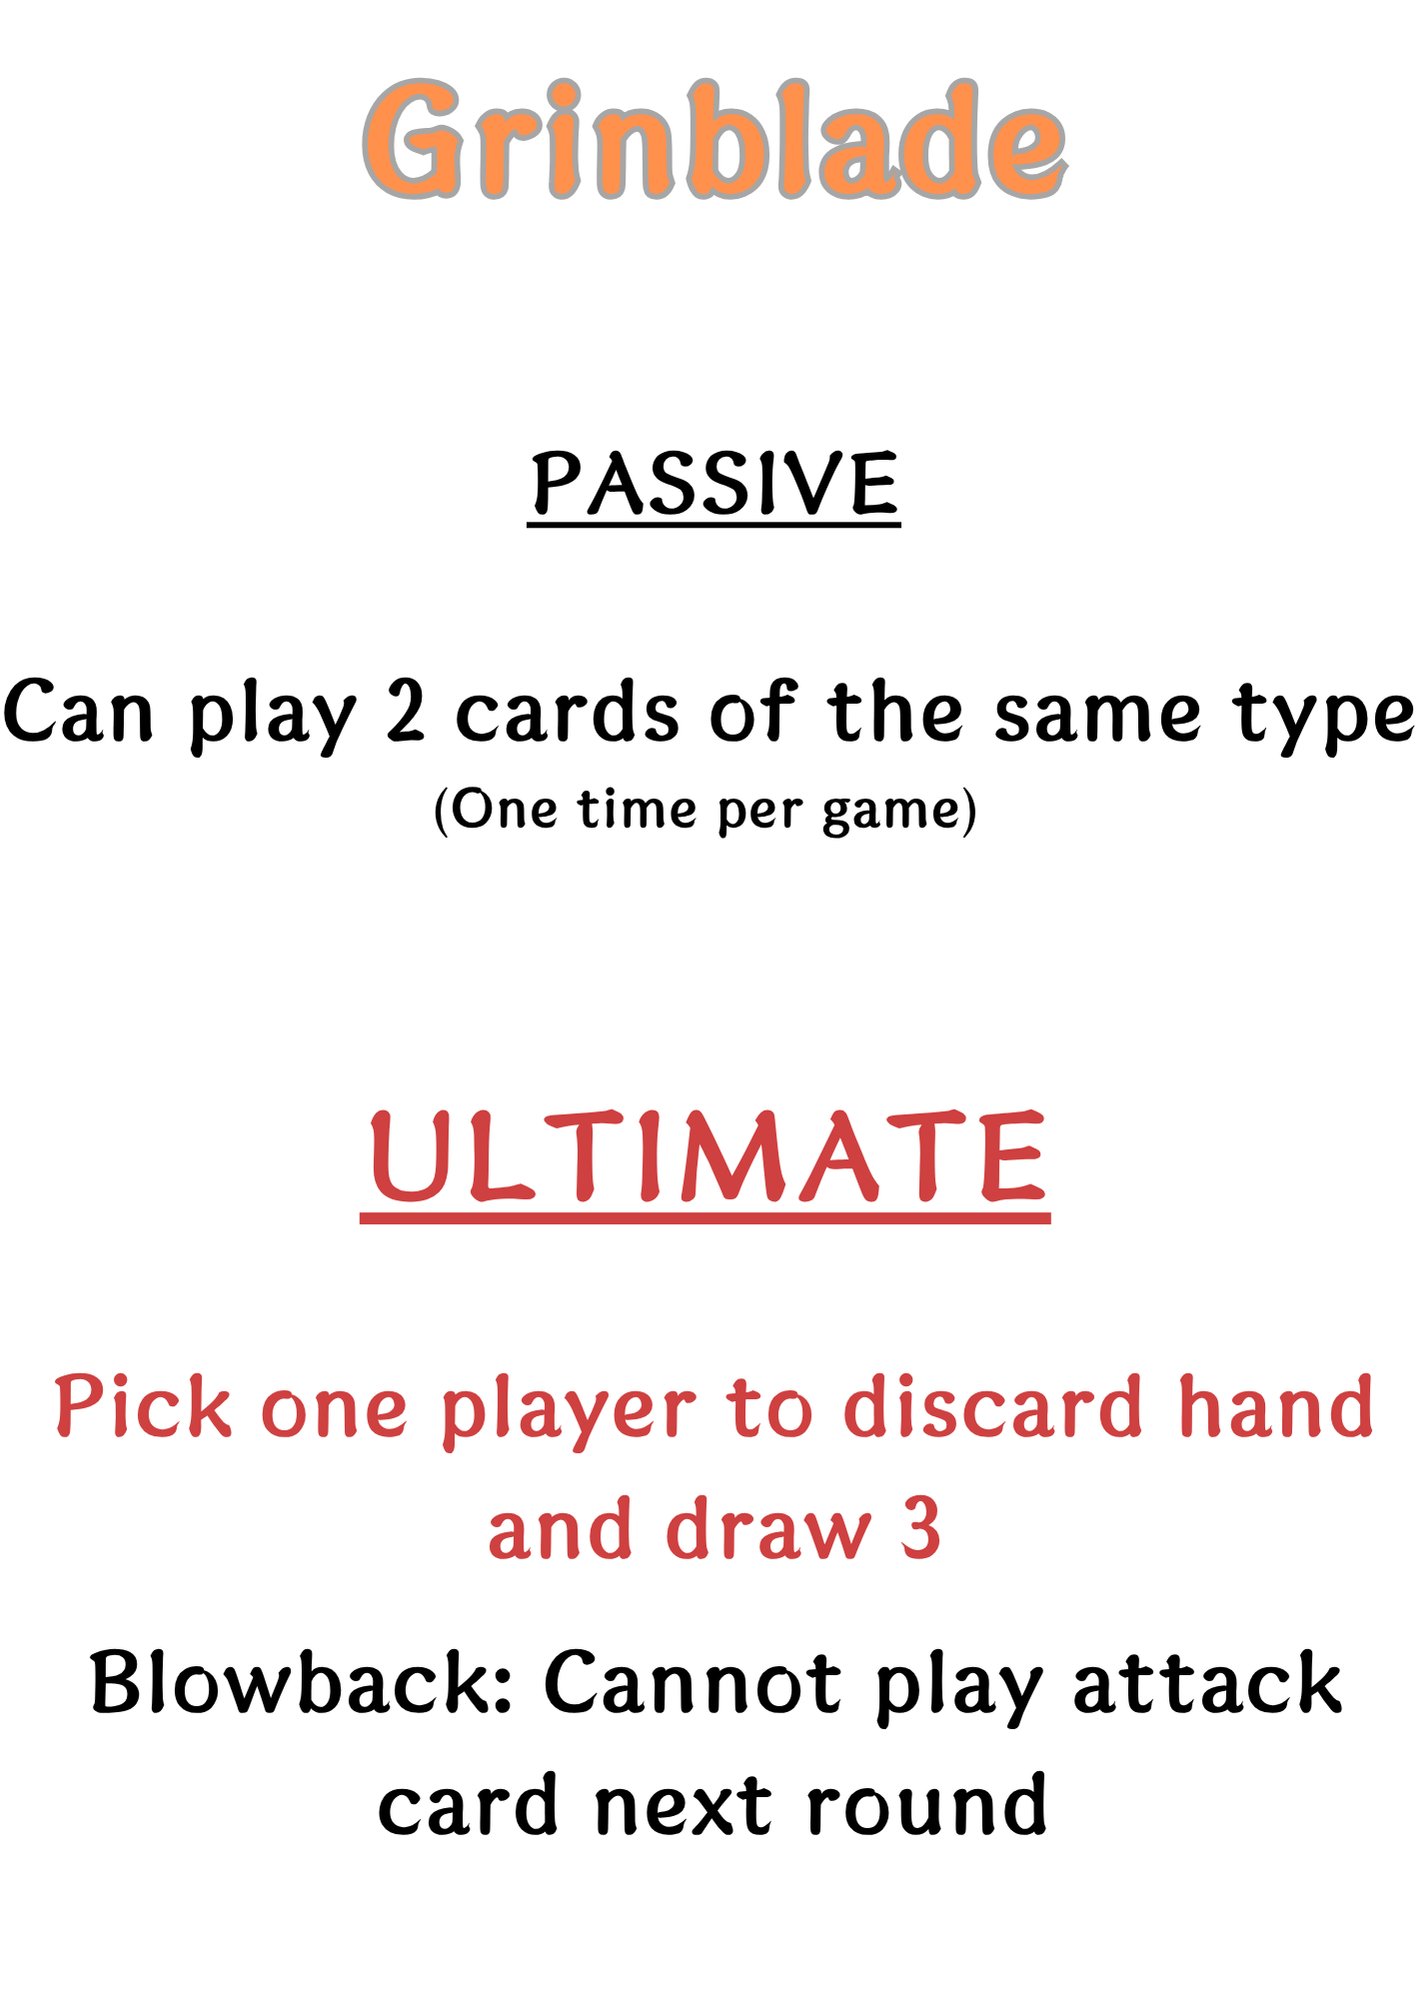 Grinblade
PASSIVE
Can play 2 cards of the same type
(One time per game)
ULTIMATE
Pick one player to discard hand
and draw 3
Blowback: Cannot play attack
card next round